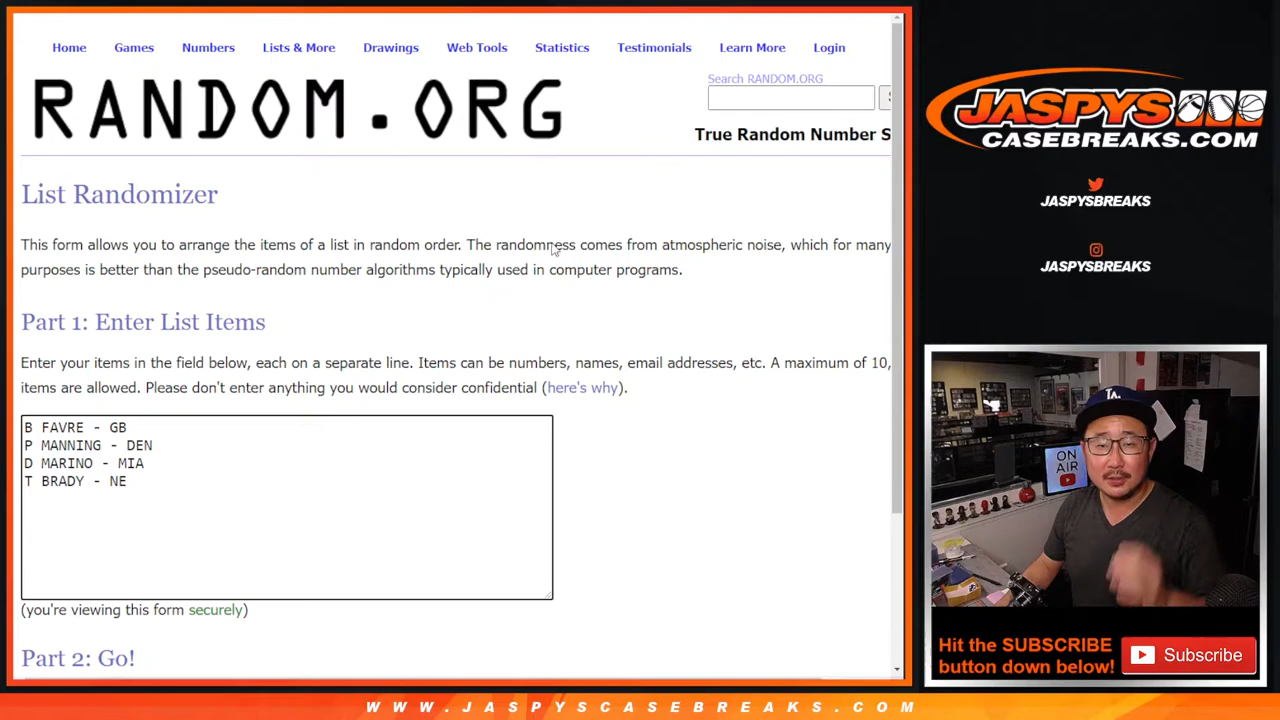 Home Games Numbers Lists & More Drawings Web Tools Statistics Testimonials Learn More Login
RANDOM.ORG
Search RANDOM.ORG
True Random Number S
List Randomizer
This form allows you to arrange the items of a list in random order. The randomness comes from atmospheric noise, which for many
purposes is better than the pseudo-random number algorithms typically used in computer programs.
Part 1: Enter List Items
Enter your items in the field below, each on a separate line. Items can be numbers, names, email addresses, etc. A maximum of 10,
items are allowed. Please don't enter anything you would consider confidential (here's why).
B FAVRE - GB
P MANNING - DEN
D MARINO - MIA
T BRADY - NE
(you're viewing this form securely)
Part 2: Go!
JASPYS
CASEBREAKS.COM
JASPYSBREAKS
JASPYSBREAKS
LA
ON
AIR
Hit the SUBSCRIBE
button down below!
Subscribe
WWW.JASPYSCASEBREAKS.COM